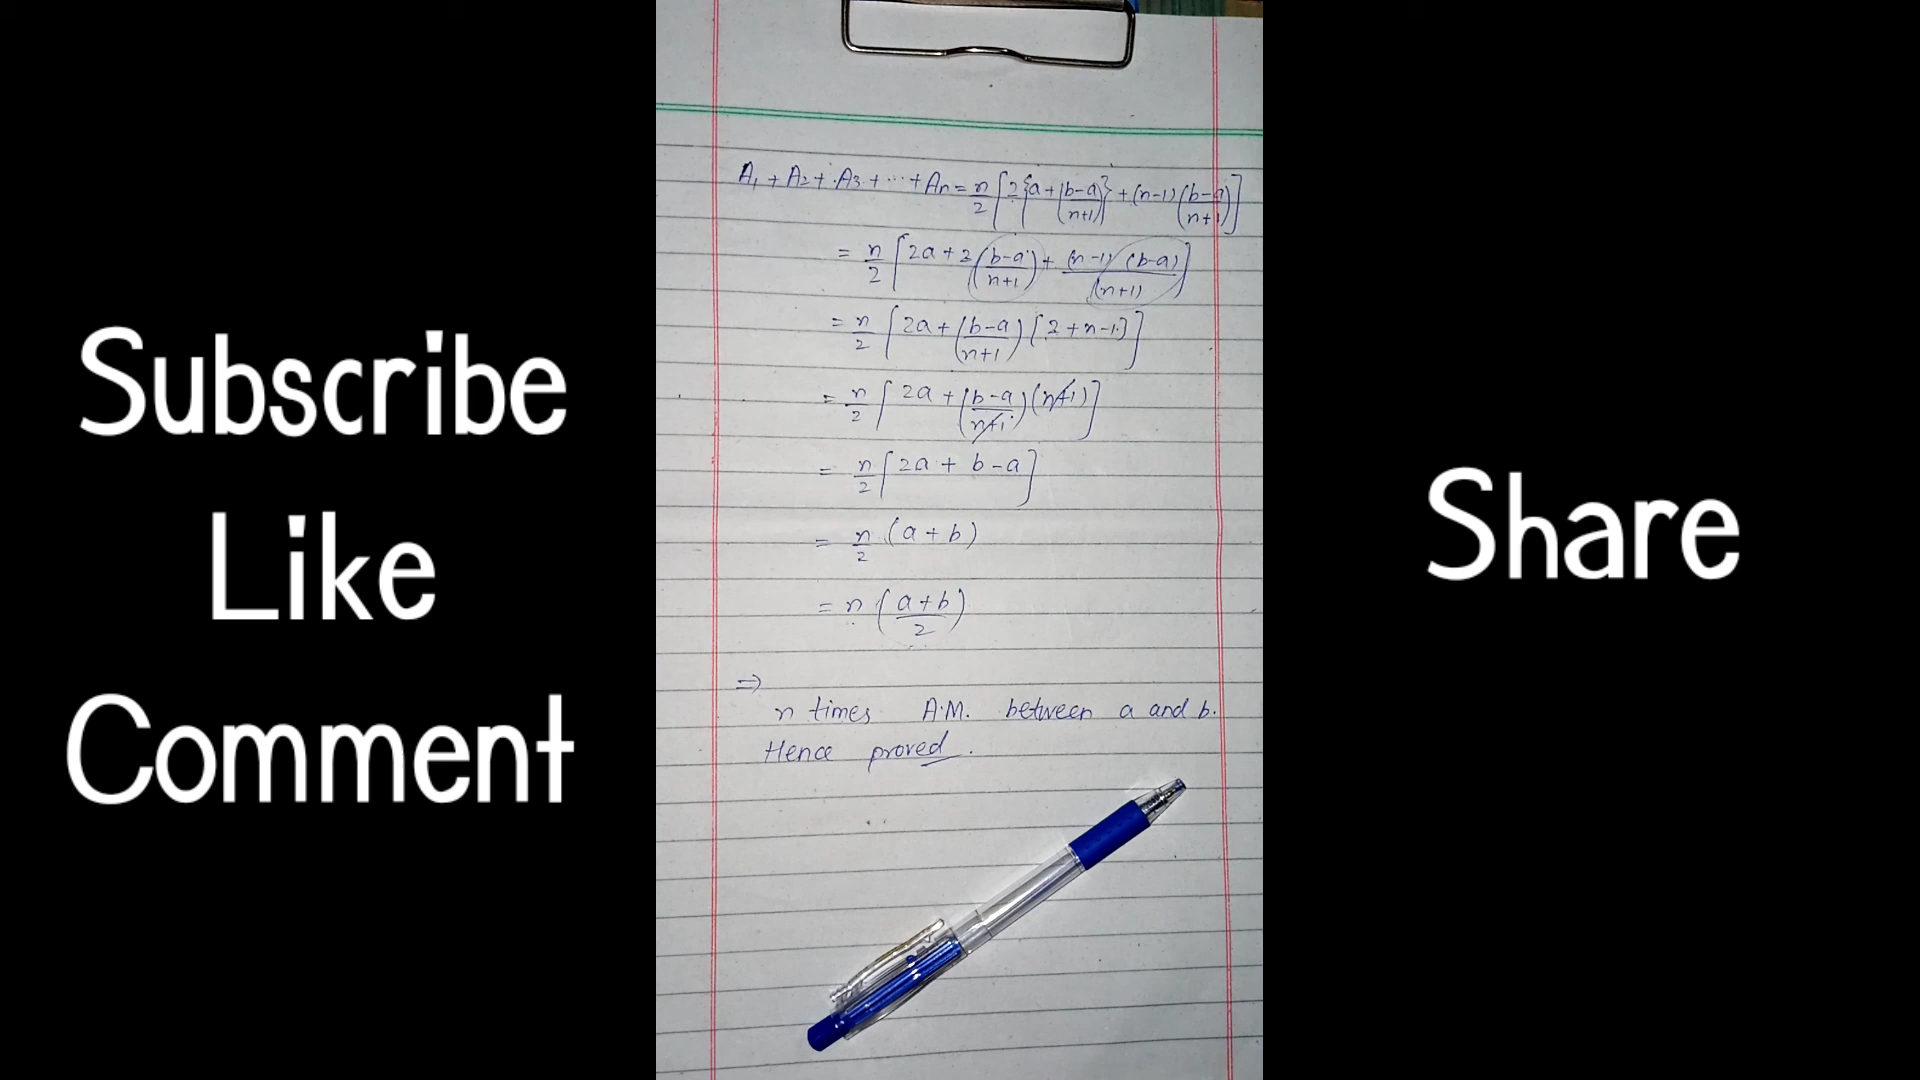 Subscribe
Like
Comment
A₁ + A₂ + A₃ + ... + Aₙ = n/2 [2{a + (b-a)/(n+1)} + (n-1)(b-a)/(n+1)]
= n/2 [2a + 2((b-a)/(n+1)) + (n-1)(b-a)/(n+1)]
= n/2 [2a + ((b-a)/(n+1)) [2+n-1]]
= n/2 [2a + ((b-a)/(n+1)) (n+1)]
= n/2 [2a + b-a]
= n/2 (a + b)
= n ((a+b)/2)
⇒
n times A.M. between a and b.
Hence proved.
Share